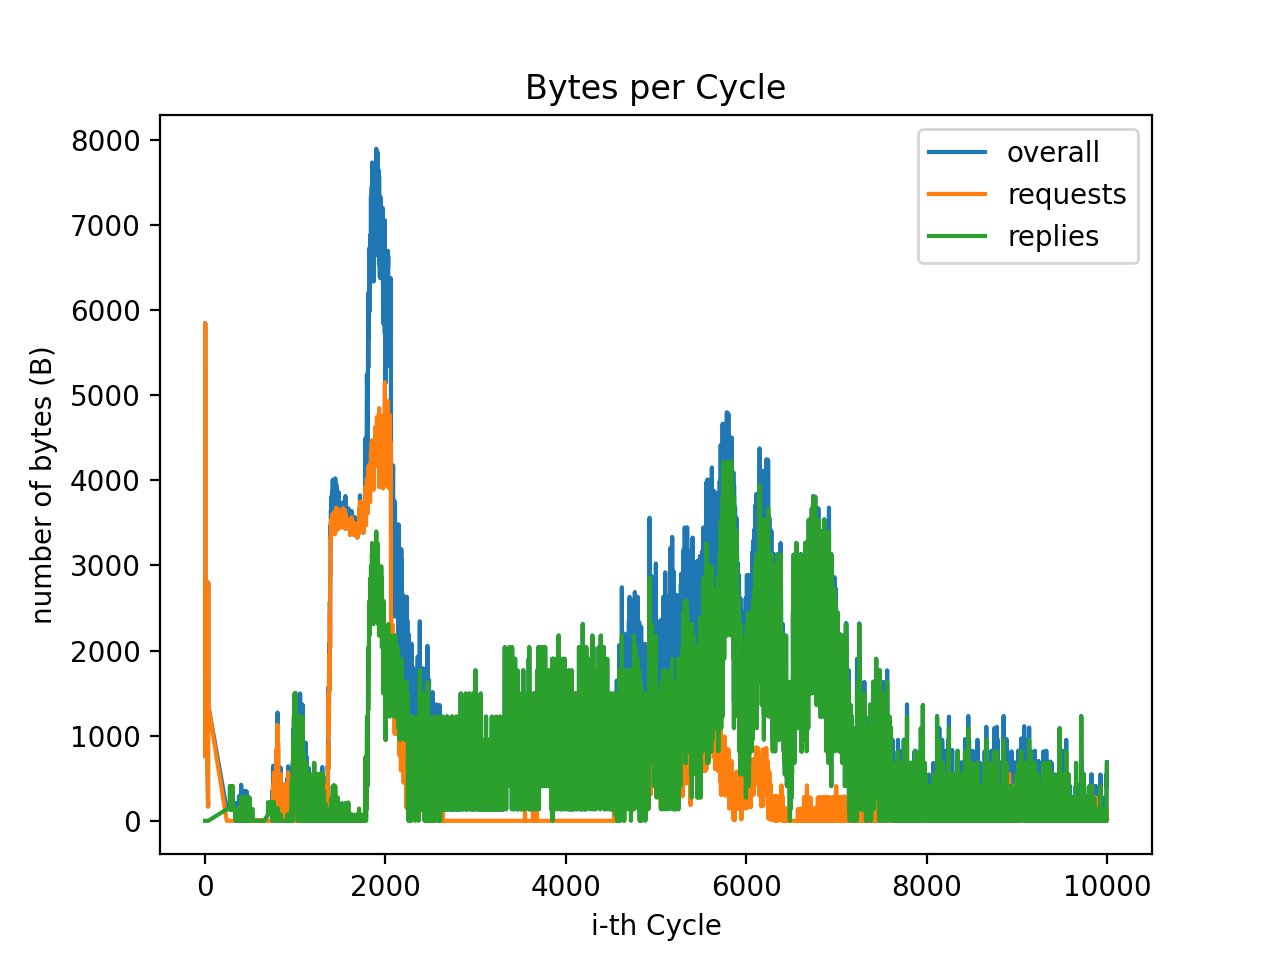 Bytes per Cycle
overall
requests
replies
number of bytes (B)
8000
7000
6000
5000
4000
3000
2000
1000
0
0 2000 4000 6000 8000 10000
i-th Cycle